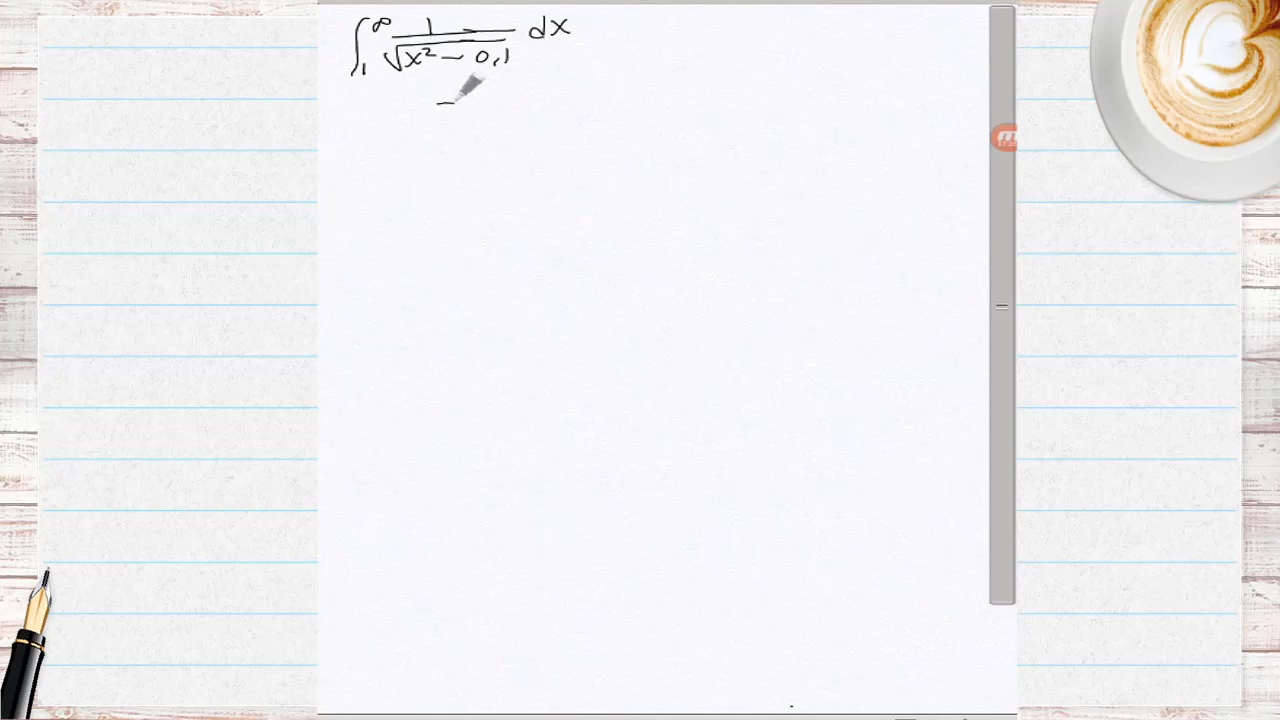 ∫₁^∞ 1/√(x² − 0,1) dx